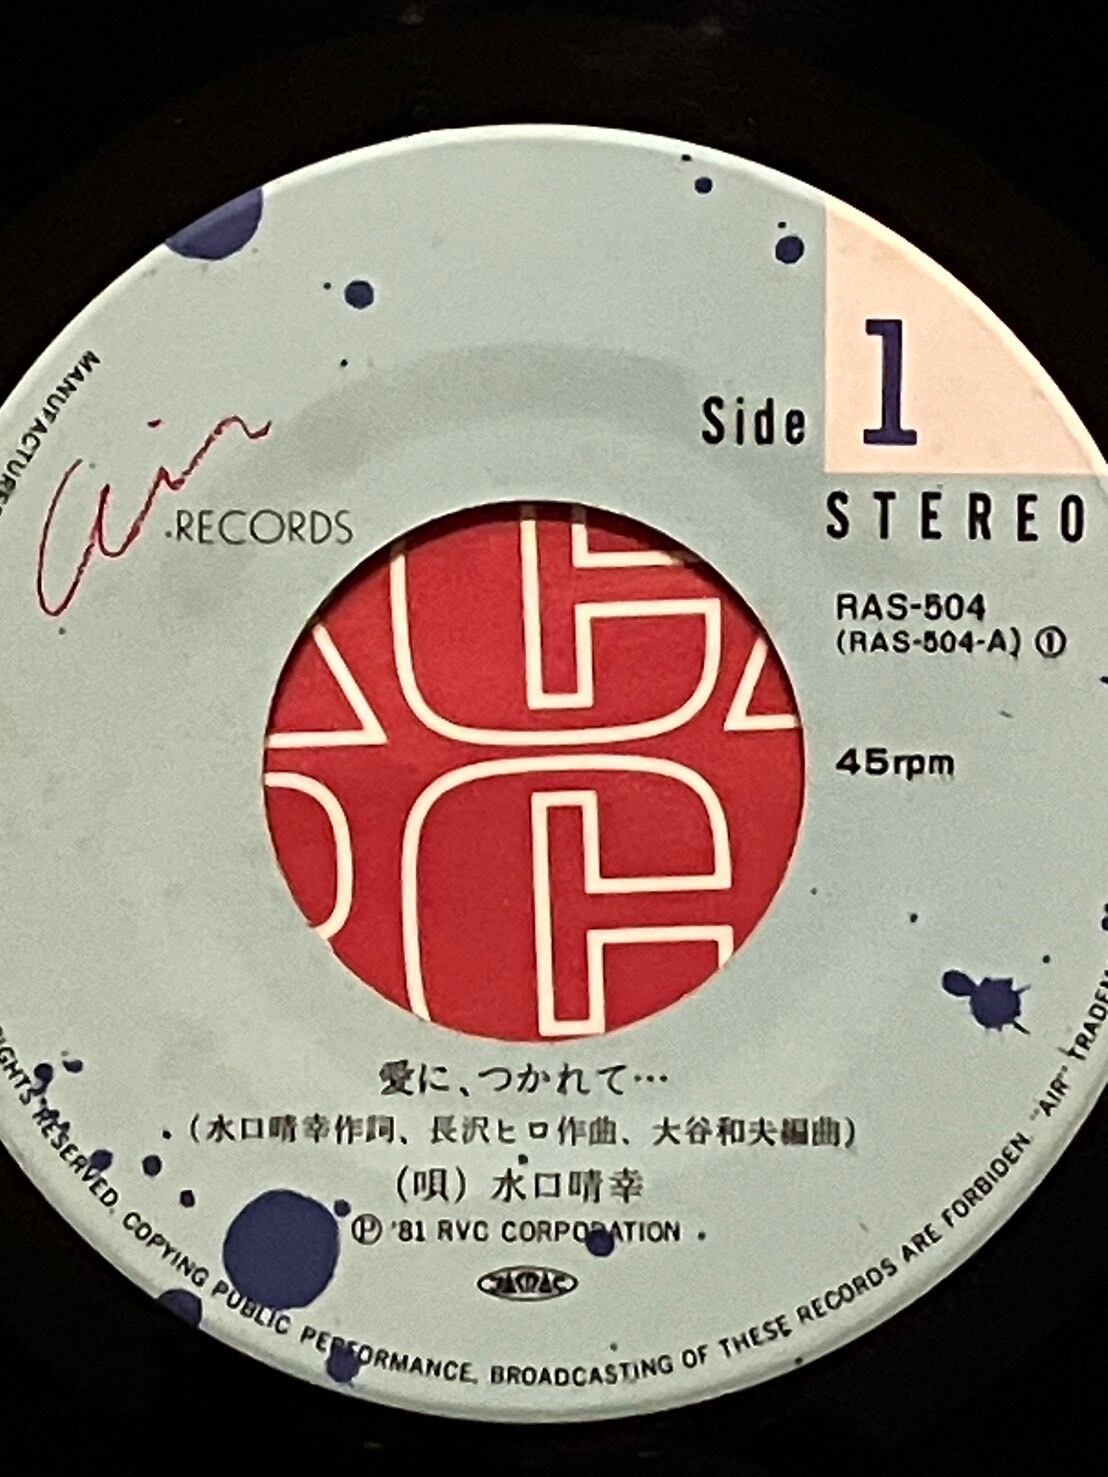 air
RECORDS
Side 1
STEREO
RAS-504
(RAS-504-A) ①
45rpm
愛に、つかれて…
(水口晴幸作詞、長沢ヒロ作曲、大谷和夫編曲)
(唄) 水口晴幸
Ⓟ '81 RVC CORPORATION
JASRAC
RIGHTS RESERVED. COPYING PUBLIC PERFORMANCE, BROADCASTING OF THESE RECORDS ARE FORBIDEN. "AIR" TRADEM
MANUFACTURE